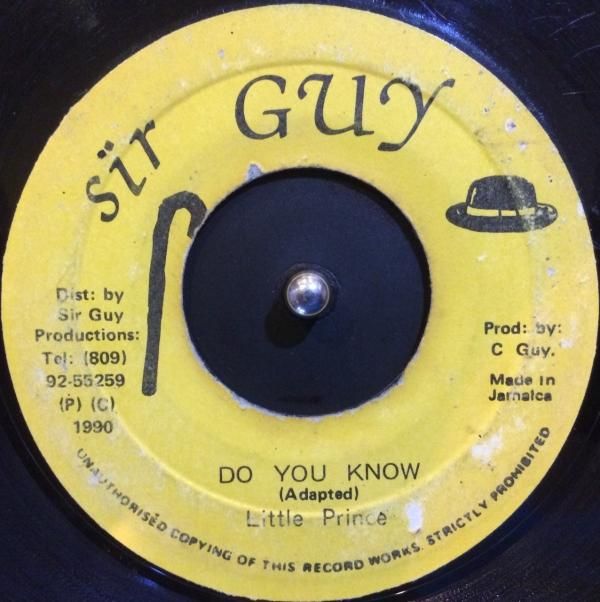 sïr GUY
Dist: by
Sir Guy
Productions:
Tel: (809)
92-55259
(P) (C)
1990
Prod: by:
C Guy.
Made in
Jamaica
DO YOU KNOW
(Adapted)
Little Prince
UNAUTHORISED COPYING OF THIS RECORD WORKS. STRICTLY PROHIBITED